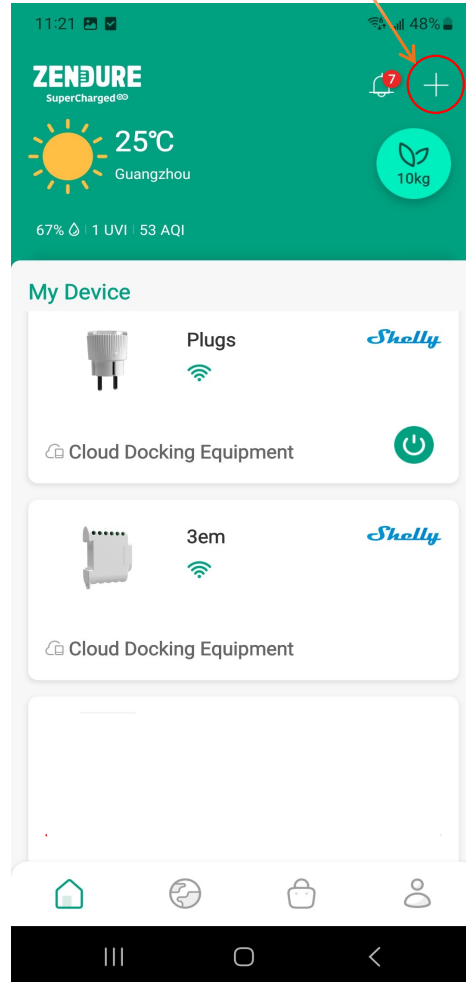 11:21
48%
ZENDURE
SuperCharged
7
25°C
Guangzhou
10kg
67% | 1 UVI | 53 AQI
My Device
Plugs
Shelly
Cloud Docking Equipment
3em
Shelly
Cloud Docking Equipment